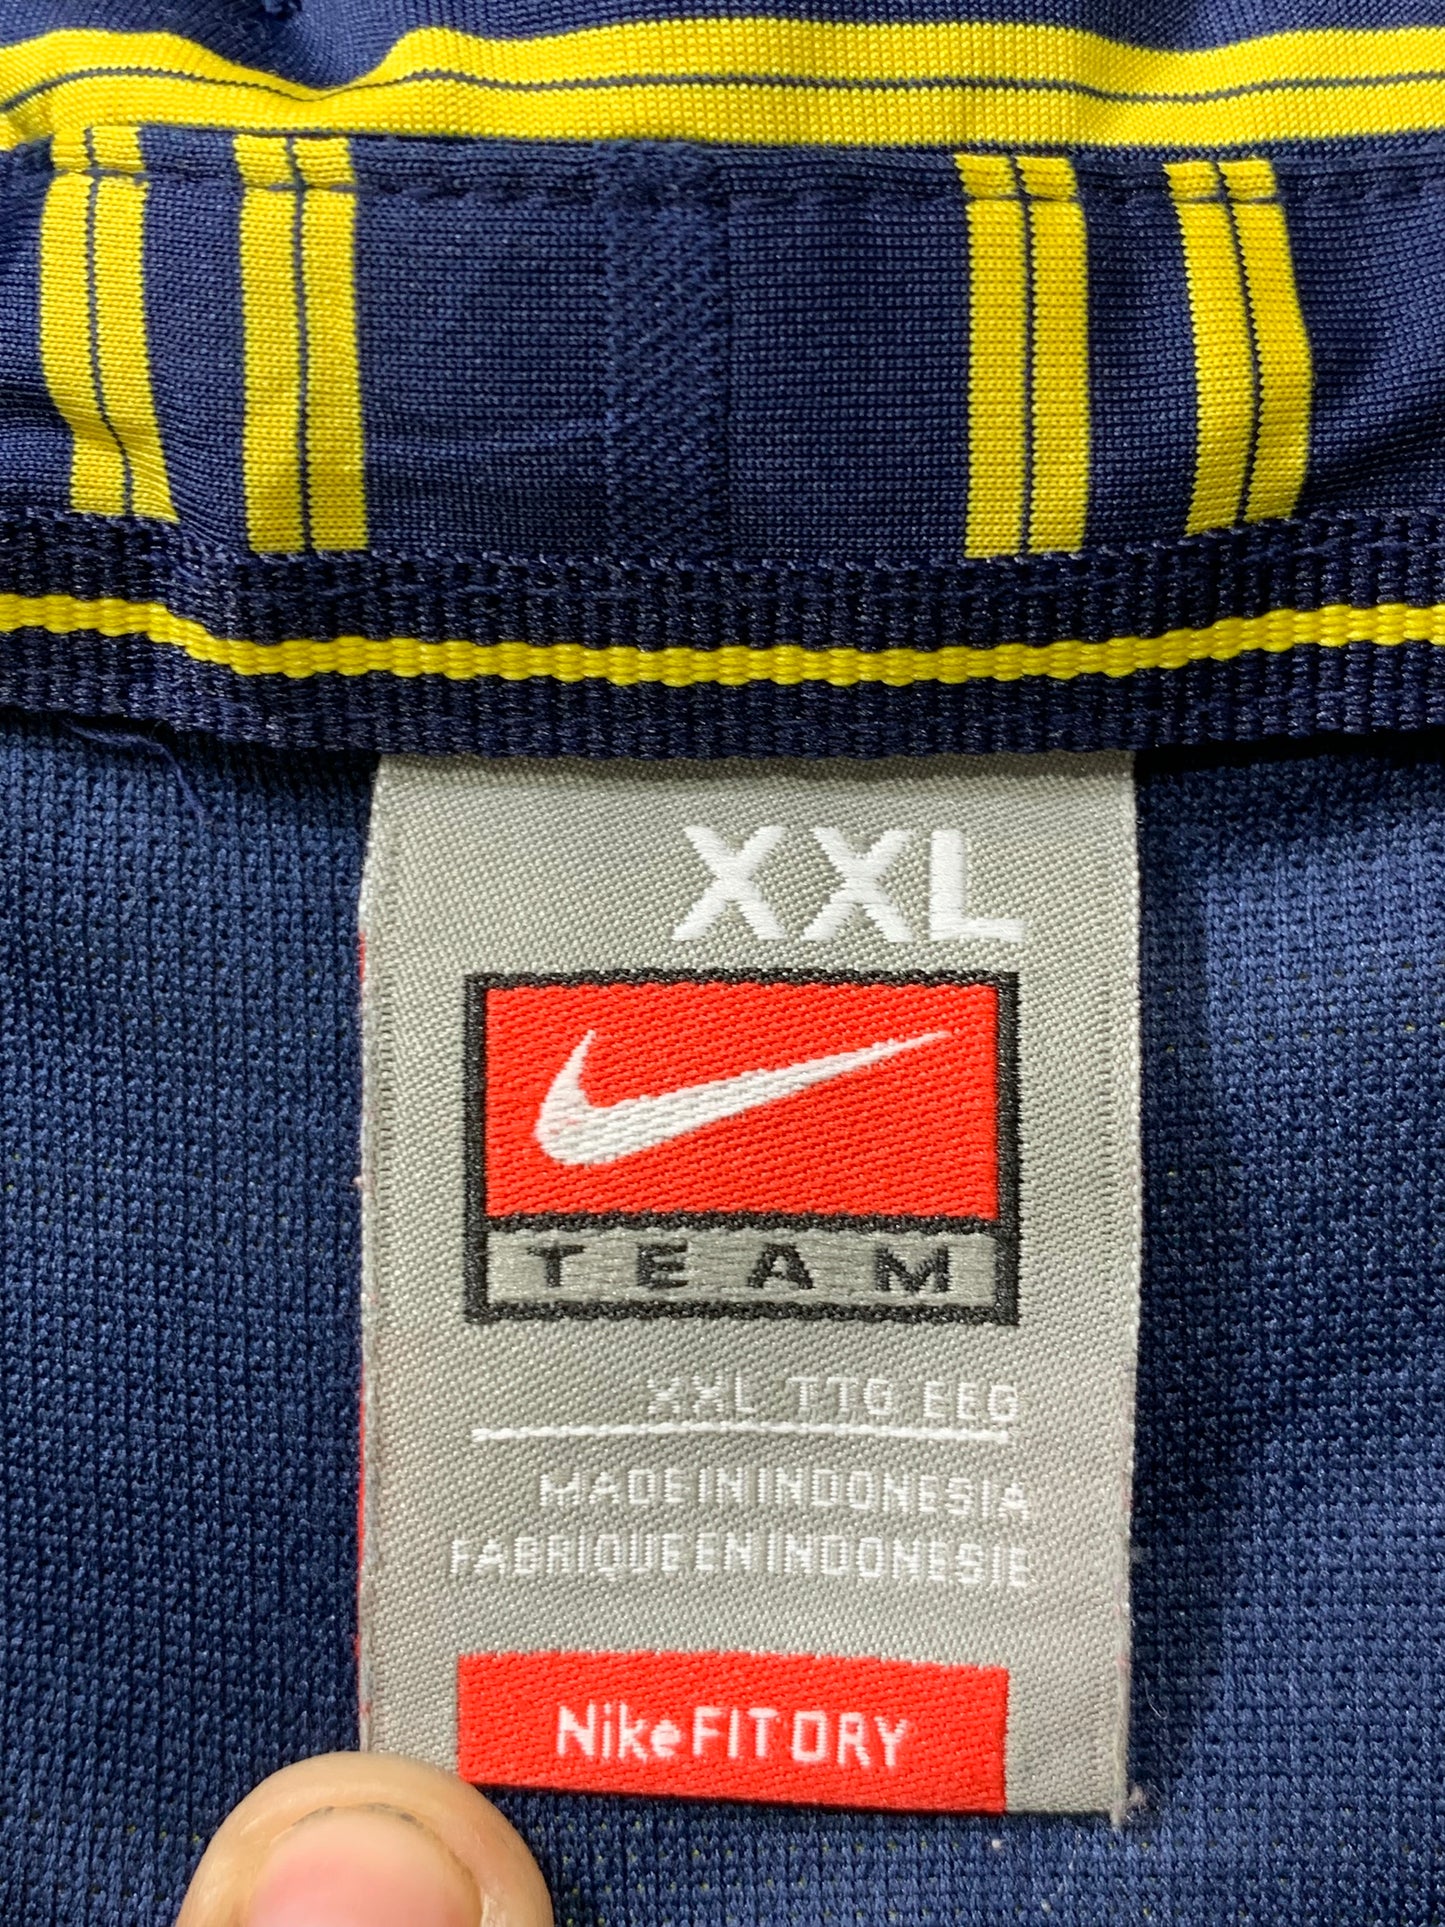 XXL
TEAM
XXL TTG EEG
MADE IN INDONESIA
FABRIQUE EN INDONESIE
Nike FIT DRY